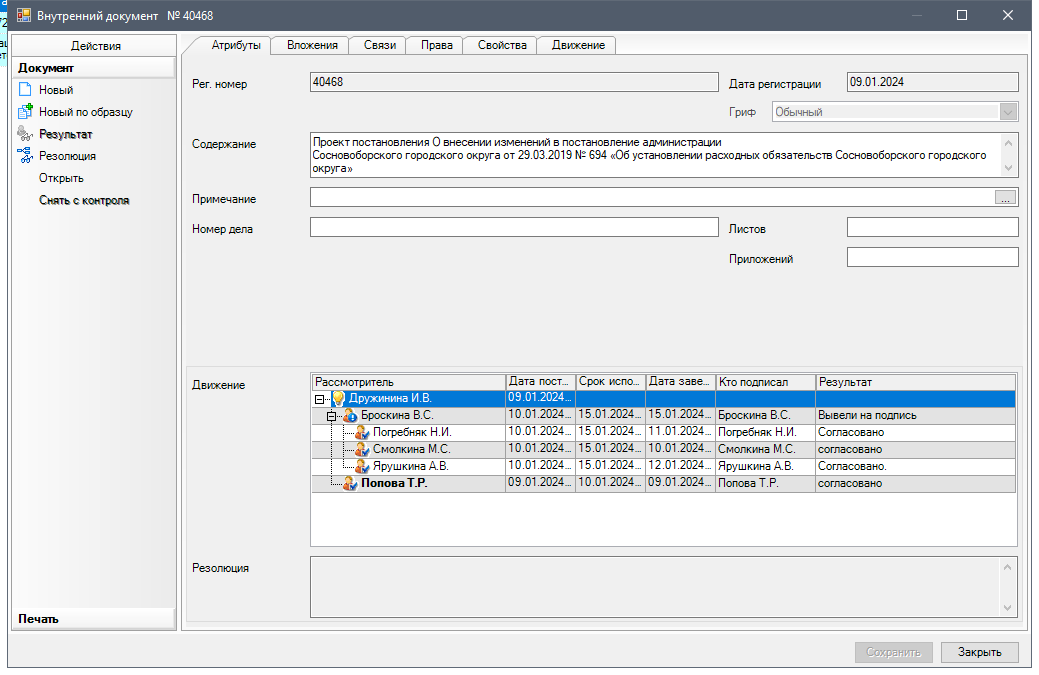 Внутренний документ № 40468
Действия
Документ
Новый
Новый по образцу
Результат
Резолюция
Открыть
Снять с контроля
Печать
Атрибуты Вложения Связи Права Свойства Движение
Рег. номер 40468 Дата регистрации 09.01.2024
Гриф Обычный
Содержание
Проект постановления О внесении изменений в постановление администрации
Сосновоборского городского округа от 29.03.2019 № 694 «Об установлении расходных обязательств Сосновоборского городского
округа»
Примечание ...
Номер дела Листов
Приложений
Движение
Рассмотритель Дата пост... Срок испо... Дата заве... Кто подписал Результат
Дружинина И.В. 09.01.2024...
Броскина В.С. 10.01.2024... 15.01.2024... 15.01.2024... Броскина В.С. Вывели на подпись
Погребняк Н.И. 10.01.2024... 15.01.2024... 11.01.2024... Погребняк Н.И. Согласовано
Смолкина М.С. 10.01.2024... 15.01.2024... 10.01.2024... Смолкина М.С. согласовано
Ярушкина А.В. 10.01.2024... 15.01.2024... 12.01.2024... Ярушкина А.В. Согласовано.
Попова Т.Р. 09.01.2024... 10.01.2024... 09.01.2024... Попова Т.Р. согласовано
Резолюция
Сохранить Закрыть